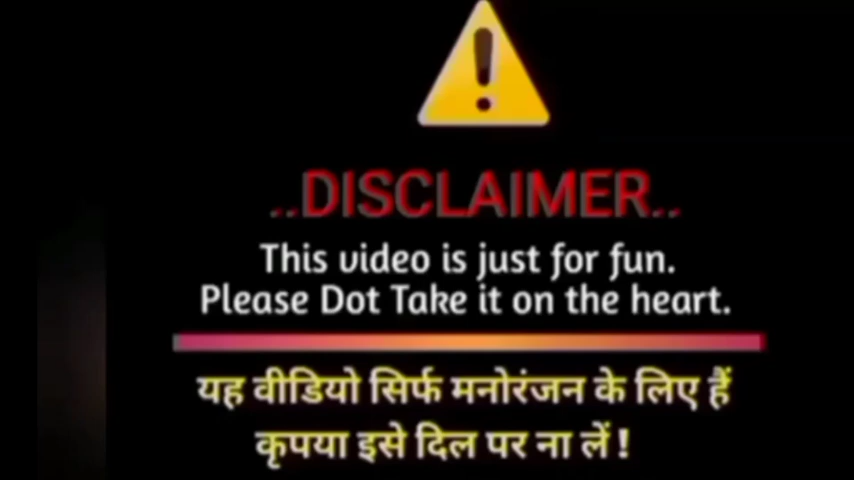 ..DISCLAIMER..
This video is just for fun.
Please Dot Take it on the heart.
यह वीडियो सिर्फ मनोरंजन के लिए हैं
कृपया इसे दिल पर ना लें !